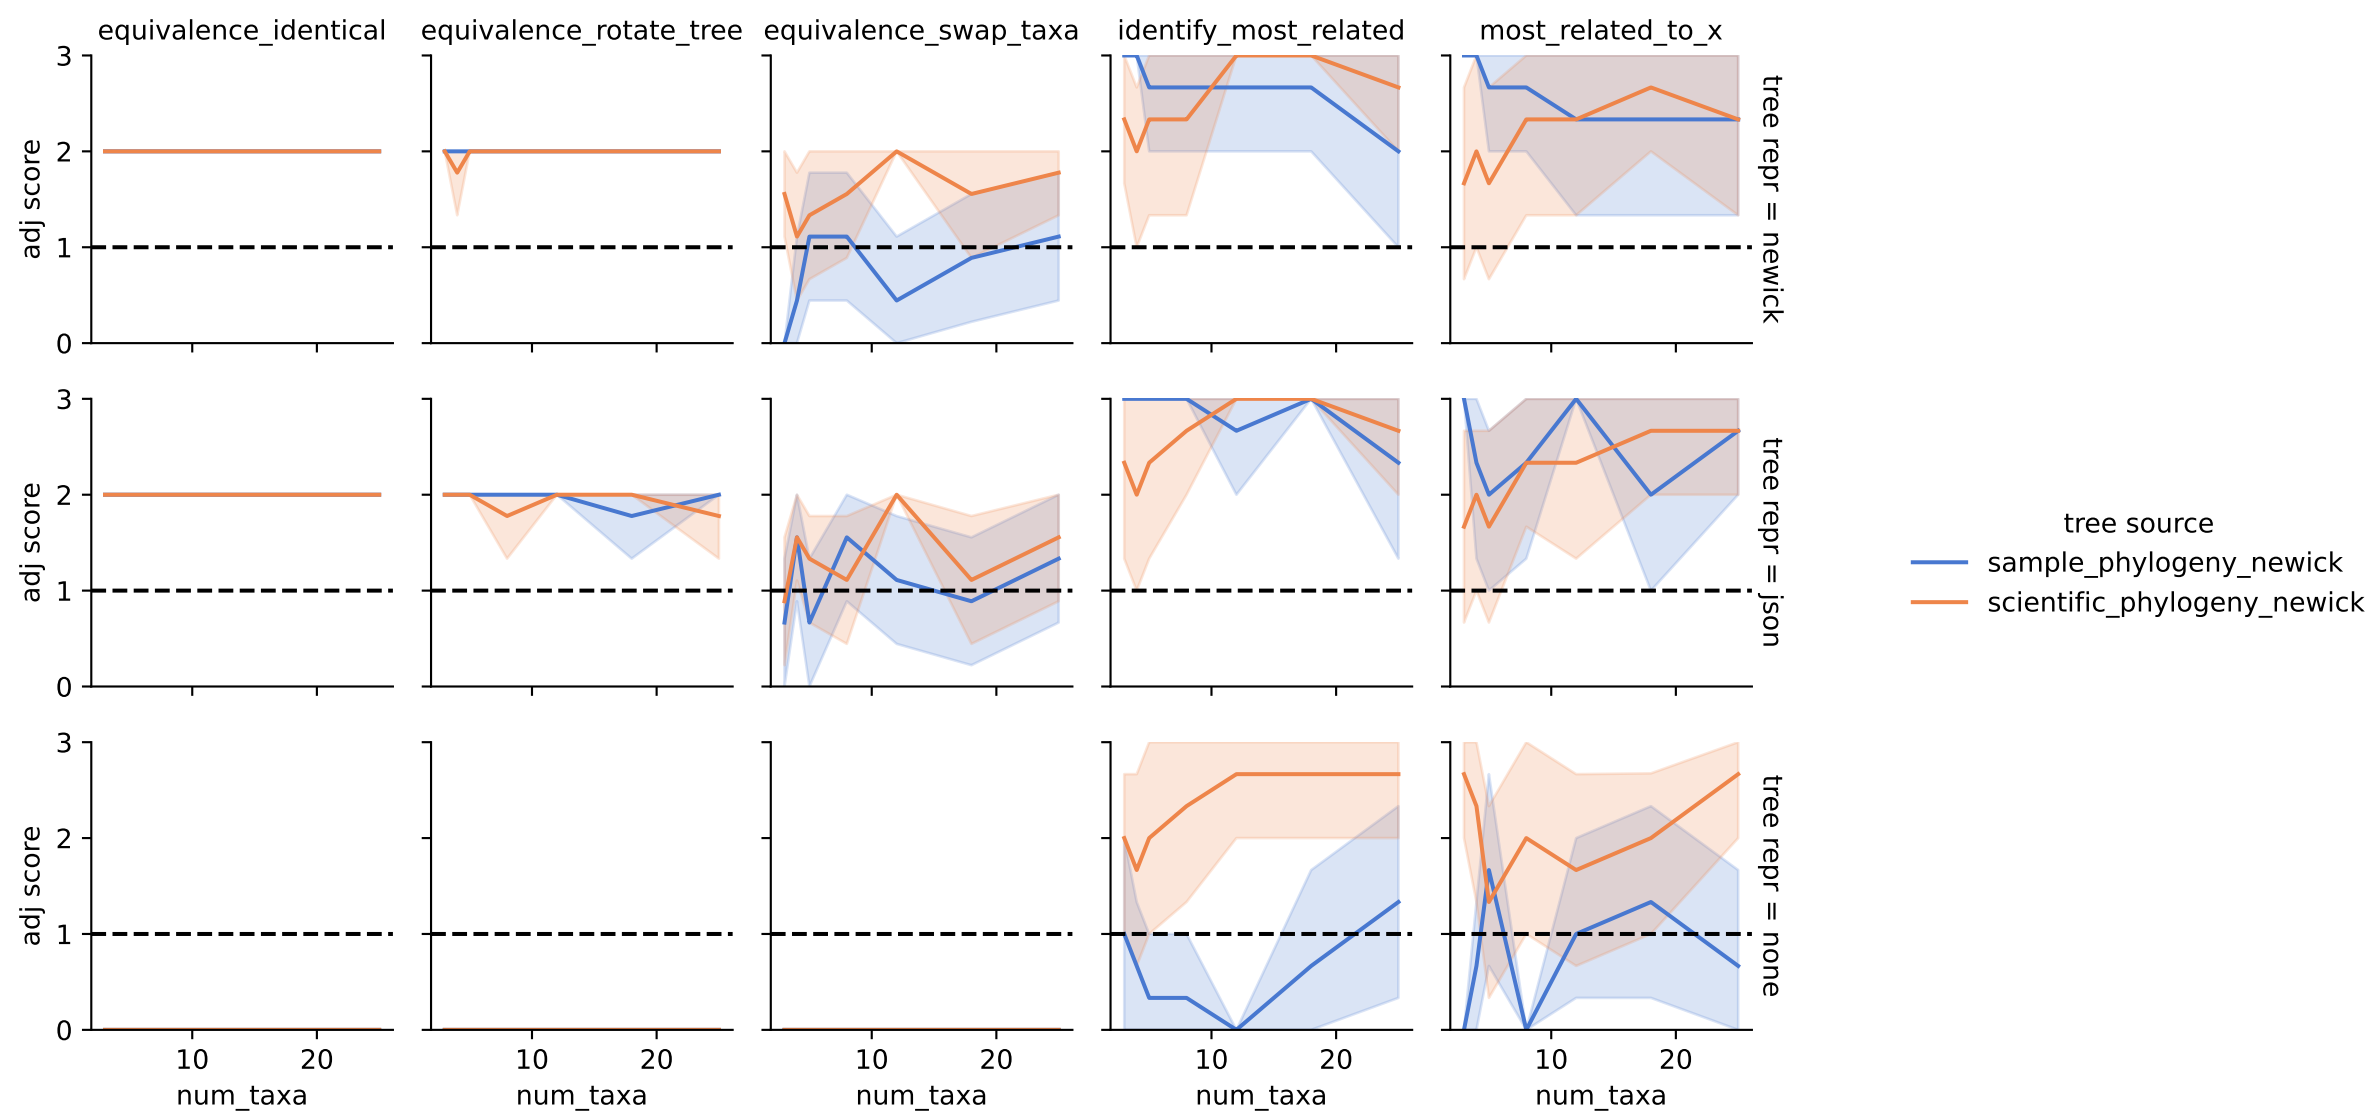 equivalence_identical equivalence_rotate_tree equivalence_swap_taxa identify_most_related most_related_to_x
3
2
1
0
adj score
tree repr = newick
3
2
1
0
adj score
tree repr = json
tree source
sample_phylogeny_newick
scientific_phylogeny_newick
3
2
1
0
adj score
tree repr = none
10 20 10 20 10 20 10 20 10 20
num_taxa num_taxa num_taxa num_taxa num_taxa